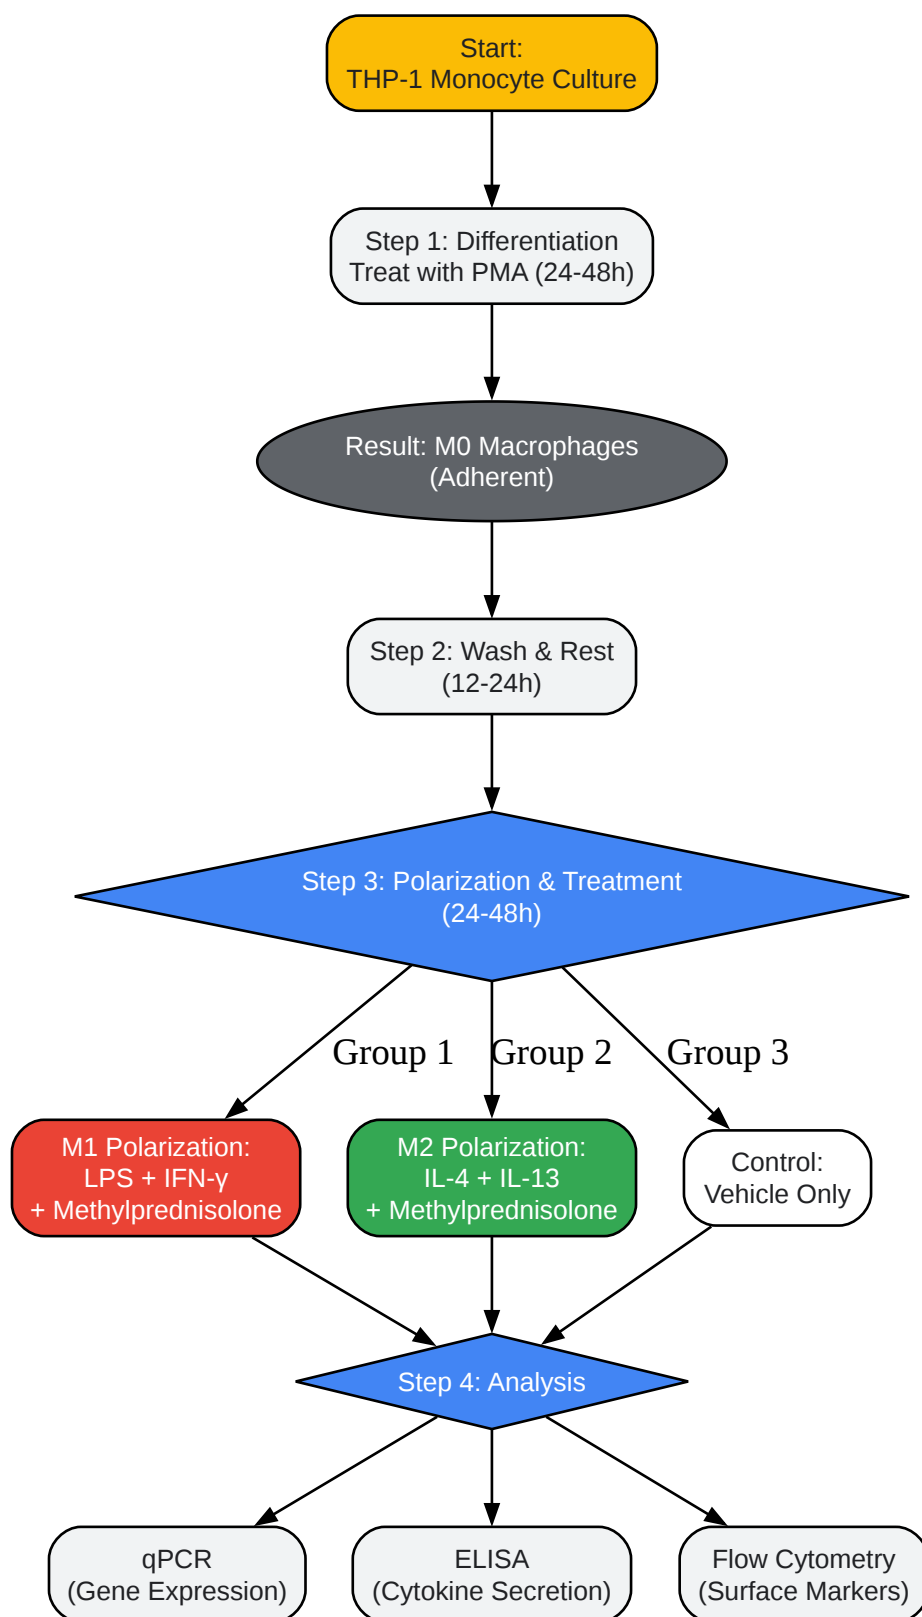 Start:
THP-1 Monocyte Culture
Step 1: Differentiation
Treat with PMA (24-48h)
Result: M0 Macrophages
(Adherent)
Step 2: Wash & Rest
(12-24h)
Step 3: Polarization & Treatment
(24-48h)
Group 1
Group 2
Group 3
M1 Polarization:
LPS + IFN-γ
+ Methylprednisolone
M2 Polarization:
IL-4 + IL-13
+ Methylprednisolone
Control:
Vehicle Only
Step 4: Analysis
qPCR
(Gene Expression)
ELISA
(Cytokine Secretion)
Flow Cytometry
(Surface Markers)